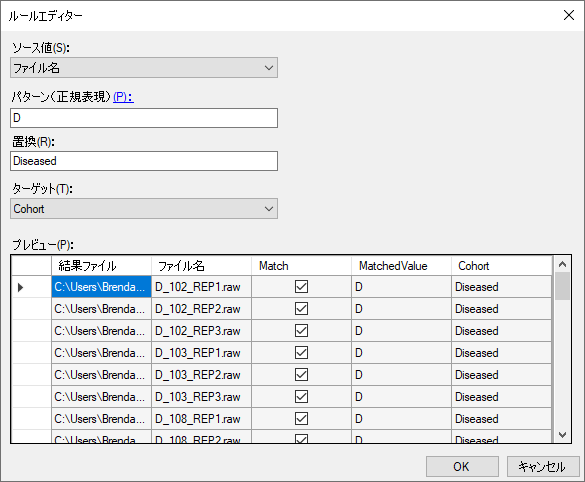 ルールエディター
ソース値(S):
ファイル名
パターン(正規表現) (P):
D
置換(R):
Diseased
ターゲット(T):
Cohort
プレビュー(P):
結果ファイル ファイル名 Match MatchedValue Cohort
C:\Users\Brenda... D_102_REP1.raw D Diseased
C:\Users\Brenda... D_102_REP2.raw D Diseased
C:\Users\Brenda... D_102_REP3.raw D Diseased
C:\Users\Brenda... D_103_REP1.raw D Diseased
C:\Users\Brenda... D_103_REP2.raw D Diseased
C:\Users\Brenda... D_103_REP3.raw D Diseased
C:\Users\Brenda... D_108_REP1.raw D Diseased
C:\Users\Brenda... D_108_REP2.raw D Diseased
OK キャンセル